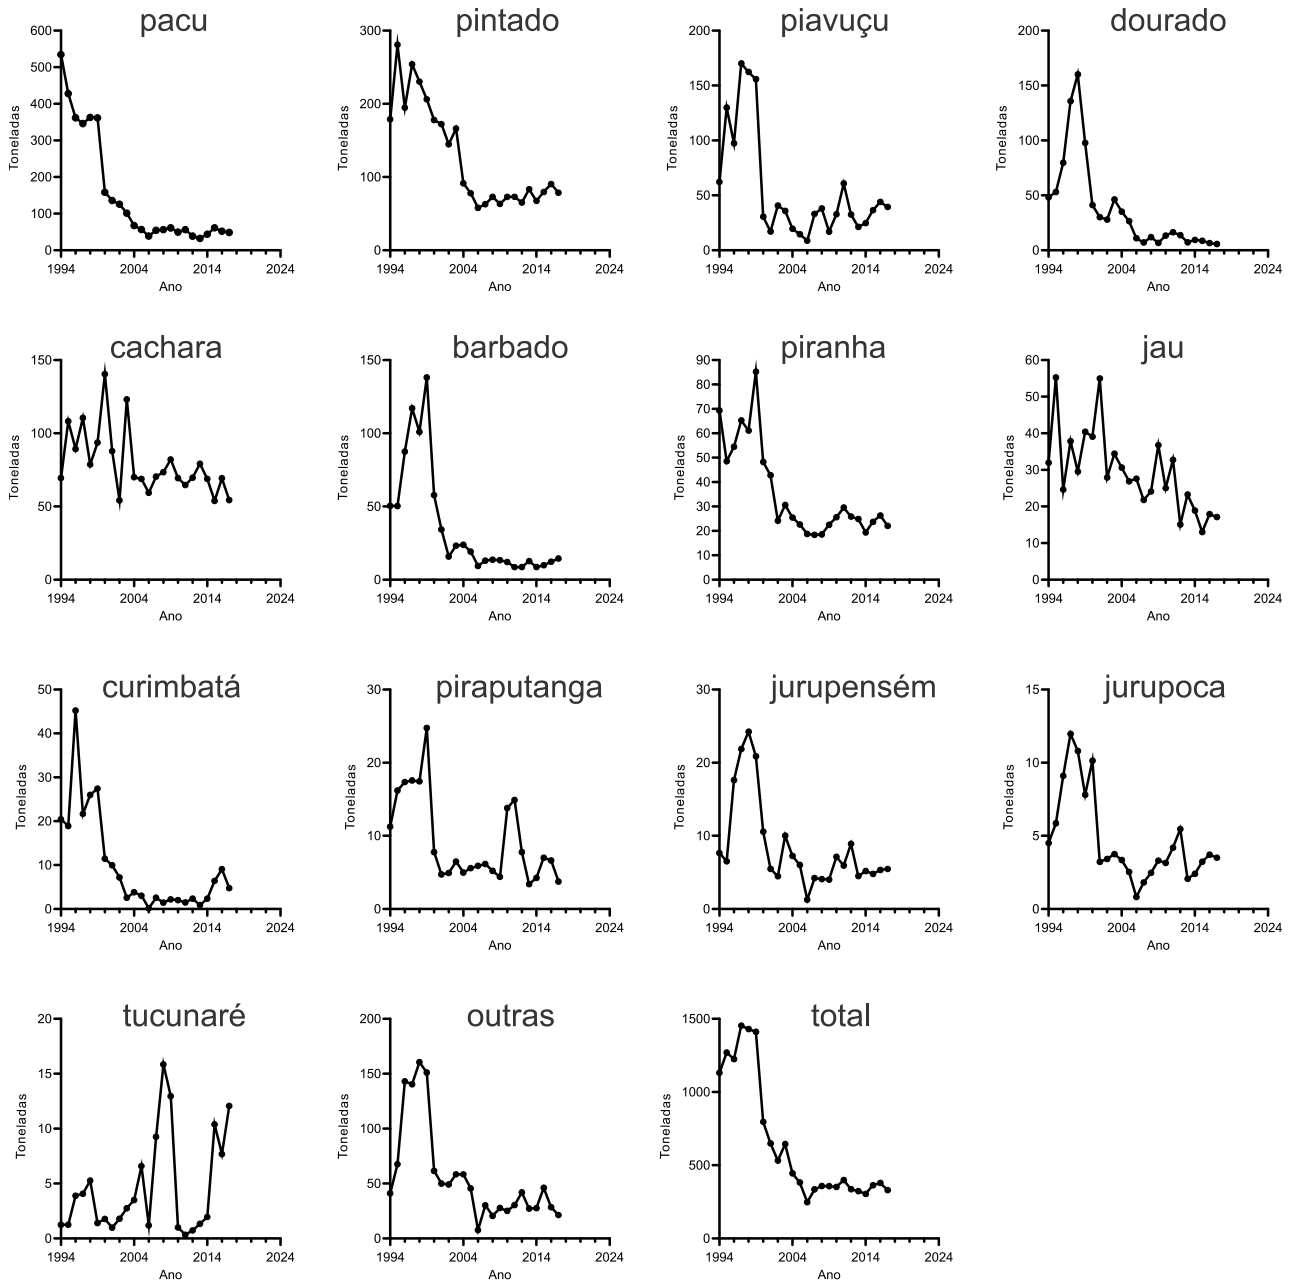 pacu
600
500
400
300
200
100
0
Toneladas
1994 2004 2014 2024
Ano
pintado
300
200
100
0
Toneladas
1994 2004 2014 2024
Ano
piavuçu
200
150
100
50
0
Toneladas
1994 2004 2014 2024
Ano
dourado
200
150
100
50
0
Toneladas
1994 2004 2014 2024
Ano
cachara
150
100
50
0
Toneladas
1994 2004 2014 2024
Ano
barbado
150
100
50
0
Toneladas
1994 2004 2014 2024
Ano
piranha
90
80
70
60
50
40
30
20
10
0
Toneladas
1994 2004 2014 2024
Ano
jau
60
50
40
30
20
10
0
Toneladas
1994 2004 2014 2024
Ano
curimbatá
50
40
30
20
10
0
Toneladas
1994 2004 2014 2024
Ano
piraputanga
30
20
10
0
Toneladas
1994 2004 2014 2024
Ano
jurupensém
30
20
10
0
Toneladas
1994 2004 2014 2024
Ano
jurupoca
15
10
5
0
Toneladas
1994 2004 2014 2024
Ano
tucunaré
20
15
10
5
0
Toneladas
1994 2004 2014 2024
Ano
outras
200
150
100
50
0
Toneladas
1994 2004 2014 2024
Ano
total
1500
1000
500
0
Toneladas
1994 2004 2014 2024
Ano